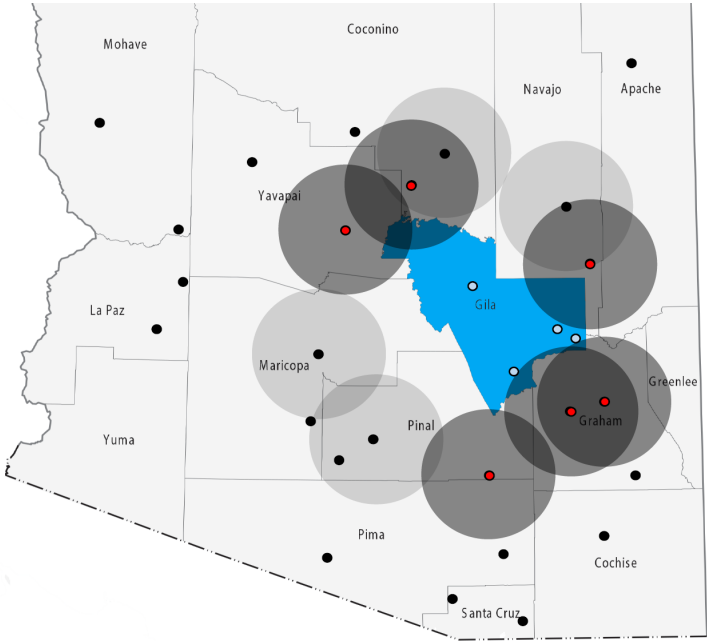 Coconino
Mohave
Navajo
Apache
Yavapai
Gila
La Paz
Maricopa
Greenlee
Pinal
Graham
Yuma
Pima
Cochise
Santa Cruz